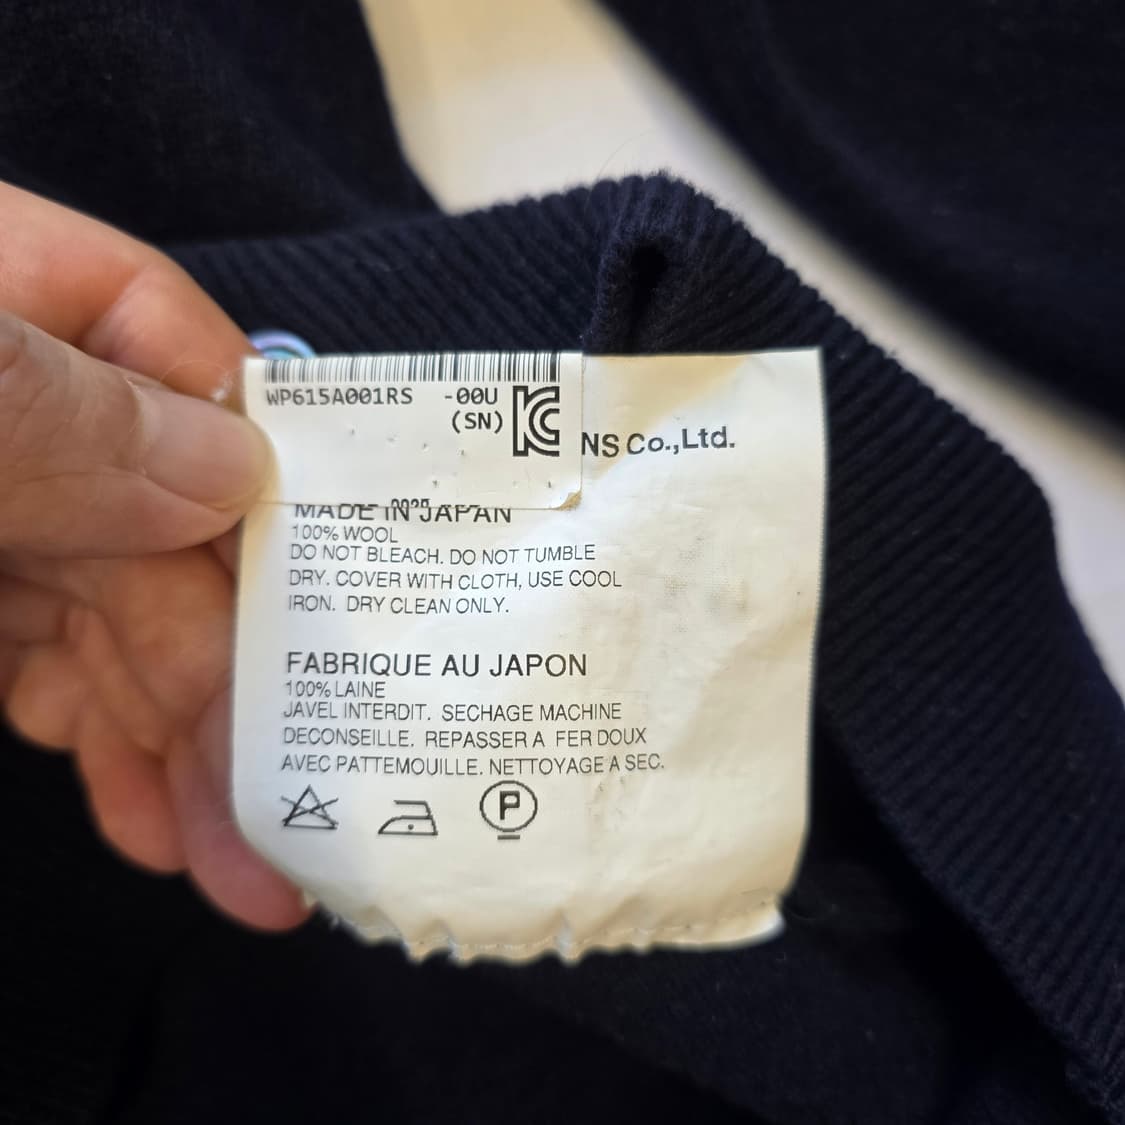 WP615A001RS -00U
(SN)
NS Co.,Ltd.
MADE IN JAPAN
100% WOOL
DO NOT BLEACH. DO NOT TUMBLE
DRY. COVER WITH CLOTH, USE COOL
IRON. DRY CLEAN ONLY.
FABRIQUE AU JAPON
100% LAINE
JAVEL INTERDIT. SECHAGE MACHINE
DECONSEILLE. REPASSER A FER DOUX
AVEC PATTEMOUILLE. NETTOYAGE A SEC.
P